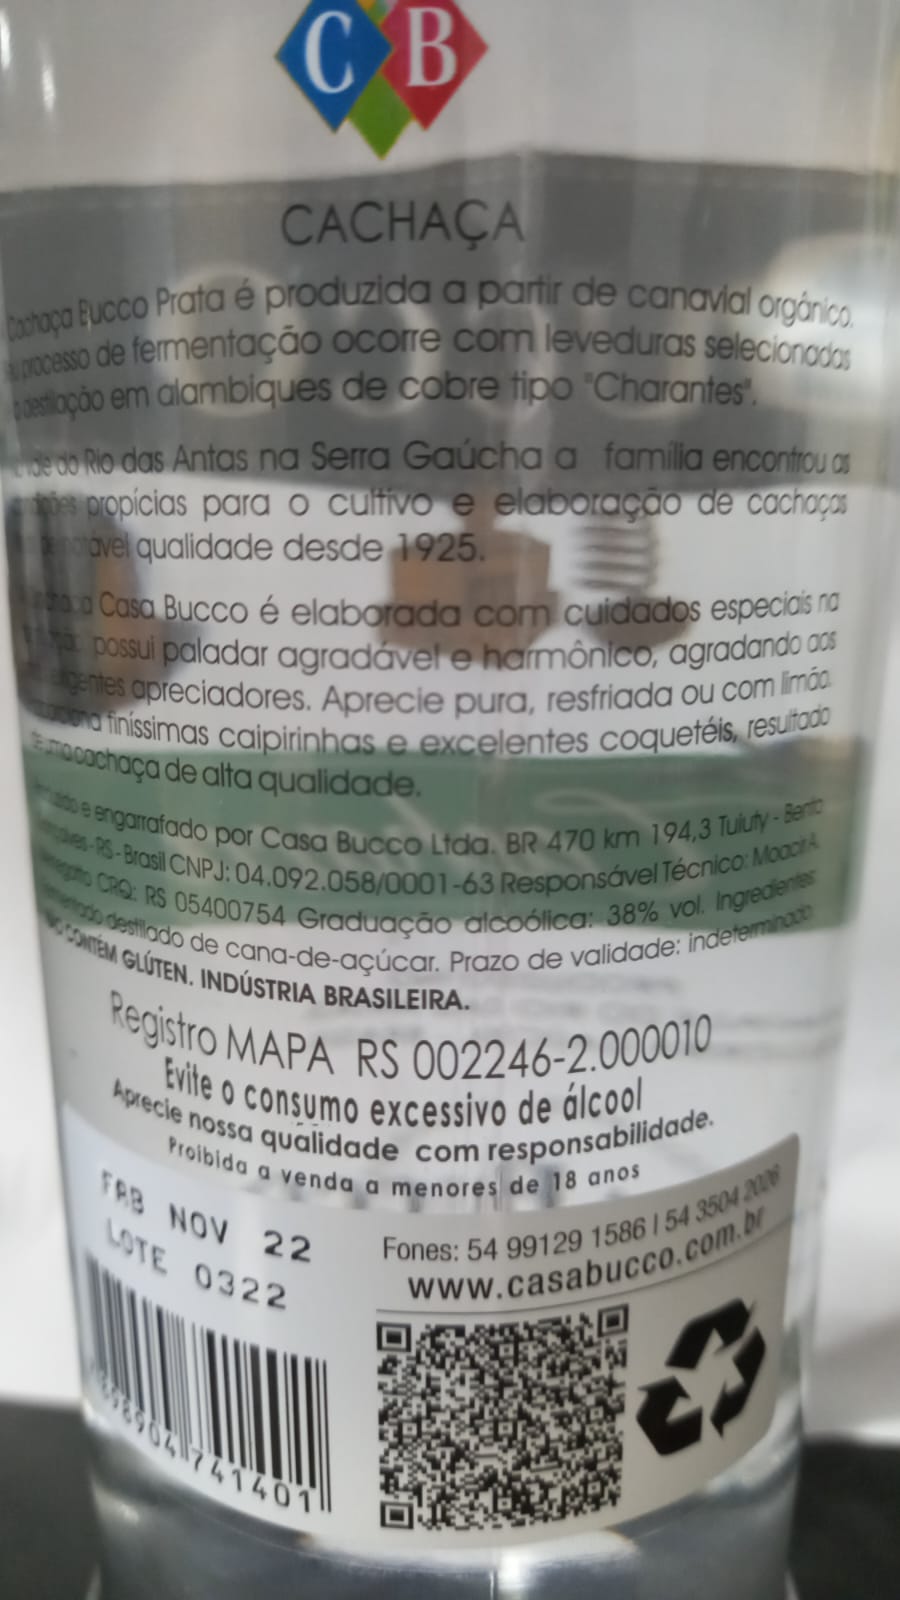 C B
CACHAÇA
Cachaça Bucco Prata é produzida a partir de canavial orgânico.
processo de fermentação ocorre com leveduras selecionadas
destilação em alambiques de cobre tipo "Charantes".
do Rio das Antas na Serra Gaúcha a família encontrou as
propícias para o cultivo e elaboração de cachaças
qualidade desde 1925.
Casa Bucco é elaborada com cuidados especiais na
possui paladar agradável e harmônico, agradando aos
apreciadores. Aprecie pura, resfriada ou com limão.
finíssimas caipirinhas e excelentes coquetéis, resultado
de uma cachaça de alta qualidade.
e engarrafado por Casa Bucco Ltda. BR 470 km 194,3 Tuiuty - Bento
- RS - Brasil CNPJ: 04.092.058/0001-63 Responsável Técnico: Moacir A.
CRQ: RS 05400754 Graduação alcoólica: 38% vol. Ingredientes:
destilado de cana-de-açúcar. Prazo de validade: indeterminado
NÃO CONTÉM GLÚTEN. INDÚSTRIA BRASILEIRA.
Registro MAPA RS 002246-2.000010
Evite o consumo excessivo de álcool
Aprecie nossa qualidade com responsabilidade.
Proibida a venda a menores de 18 anos
FAB NOV 22
LOTE 0322
Fones: 54 99129 1586 | 54 3504 2026
www.casabucco.com.br
741401